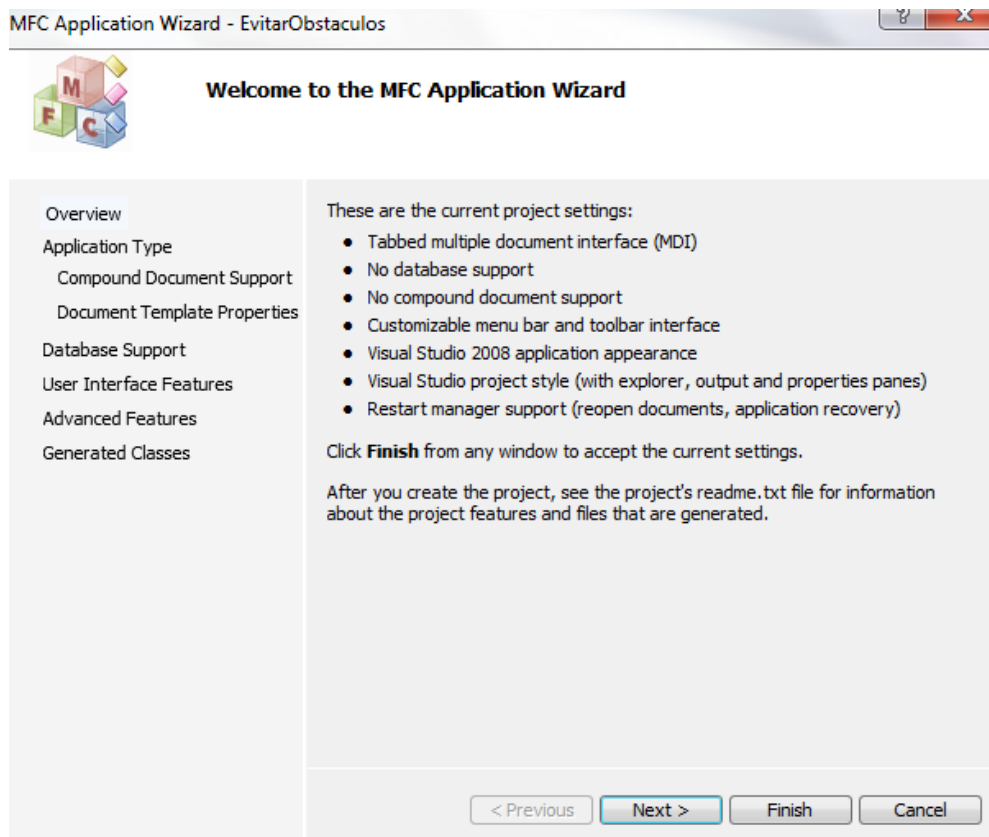 MFC Application Wizard - EvitarObstaculos
? X
M
F C
Welcome to the MFC Application Wizard
Overview
Application Type
Compound Document Support
Document Template Properties
Database Support
User Interface Features
Advanced Features
Generated Classes
These are the current project settings:
• Tabbed multiple document interface (MDI)
• No database support
• No compound document support
• Customizable menu bar and toolbar interface
• Visual Studio 2008 application appearance
• Visual Studio project style (with explorer, output and properties panes)
• Restart manager support (reopen documents, application recovery)
Click Finish from any window to accept the current settings.
After you create the project, see the project's readme.txt file for information
about the project features and files that are generated.
< Previous Next > Finish Cancel